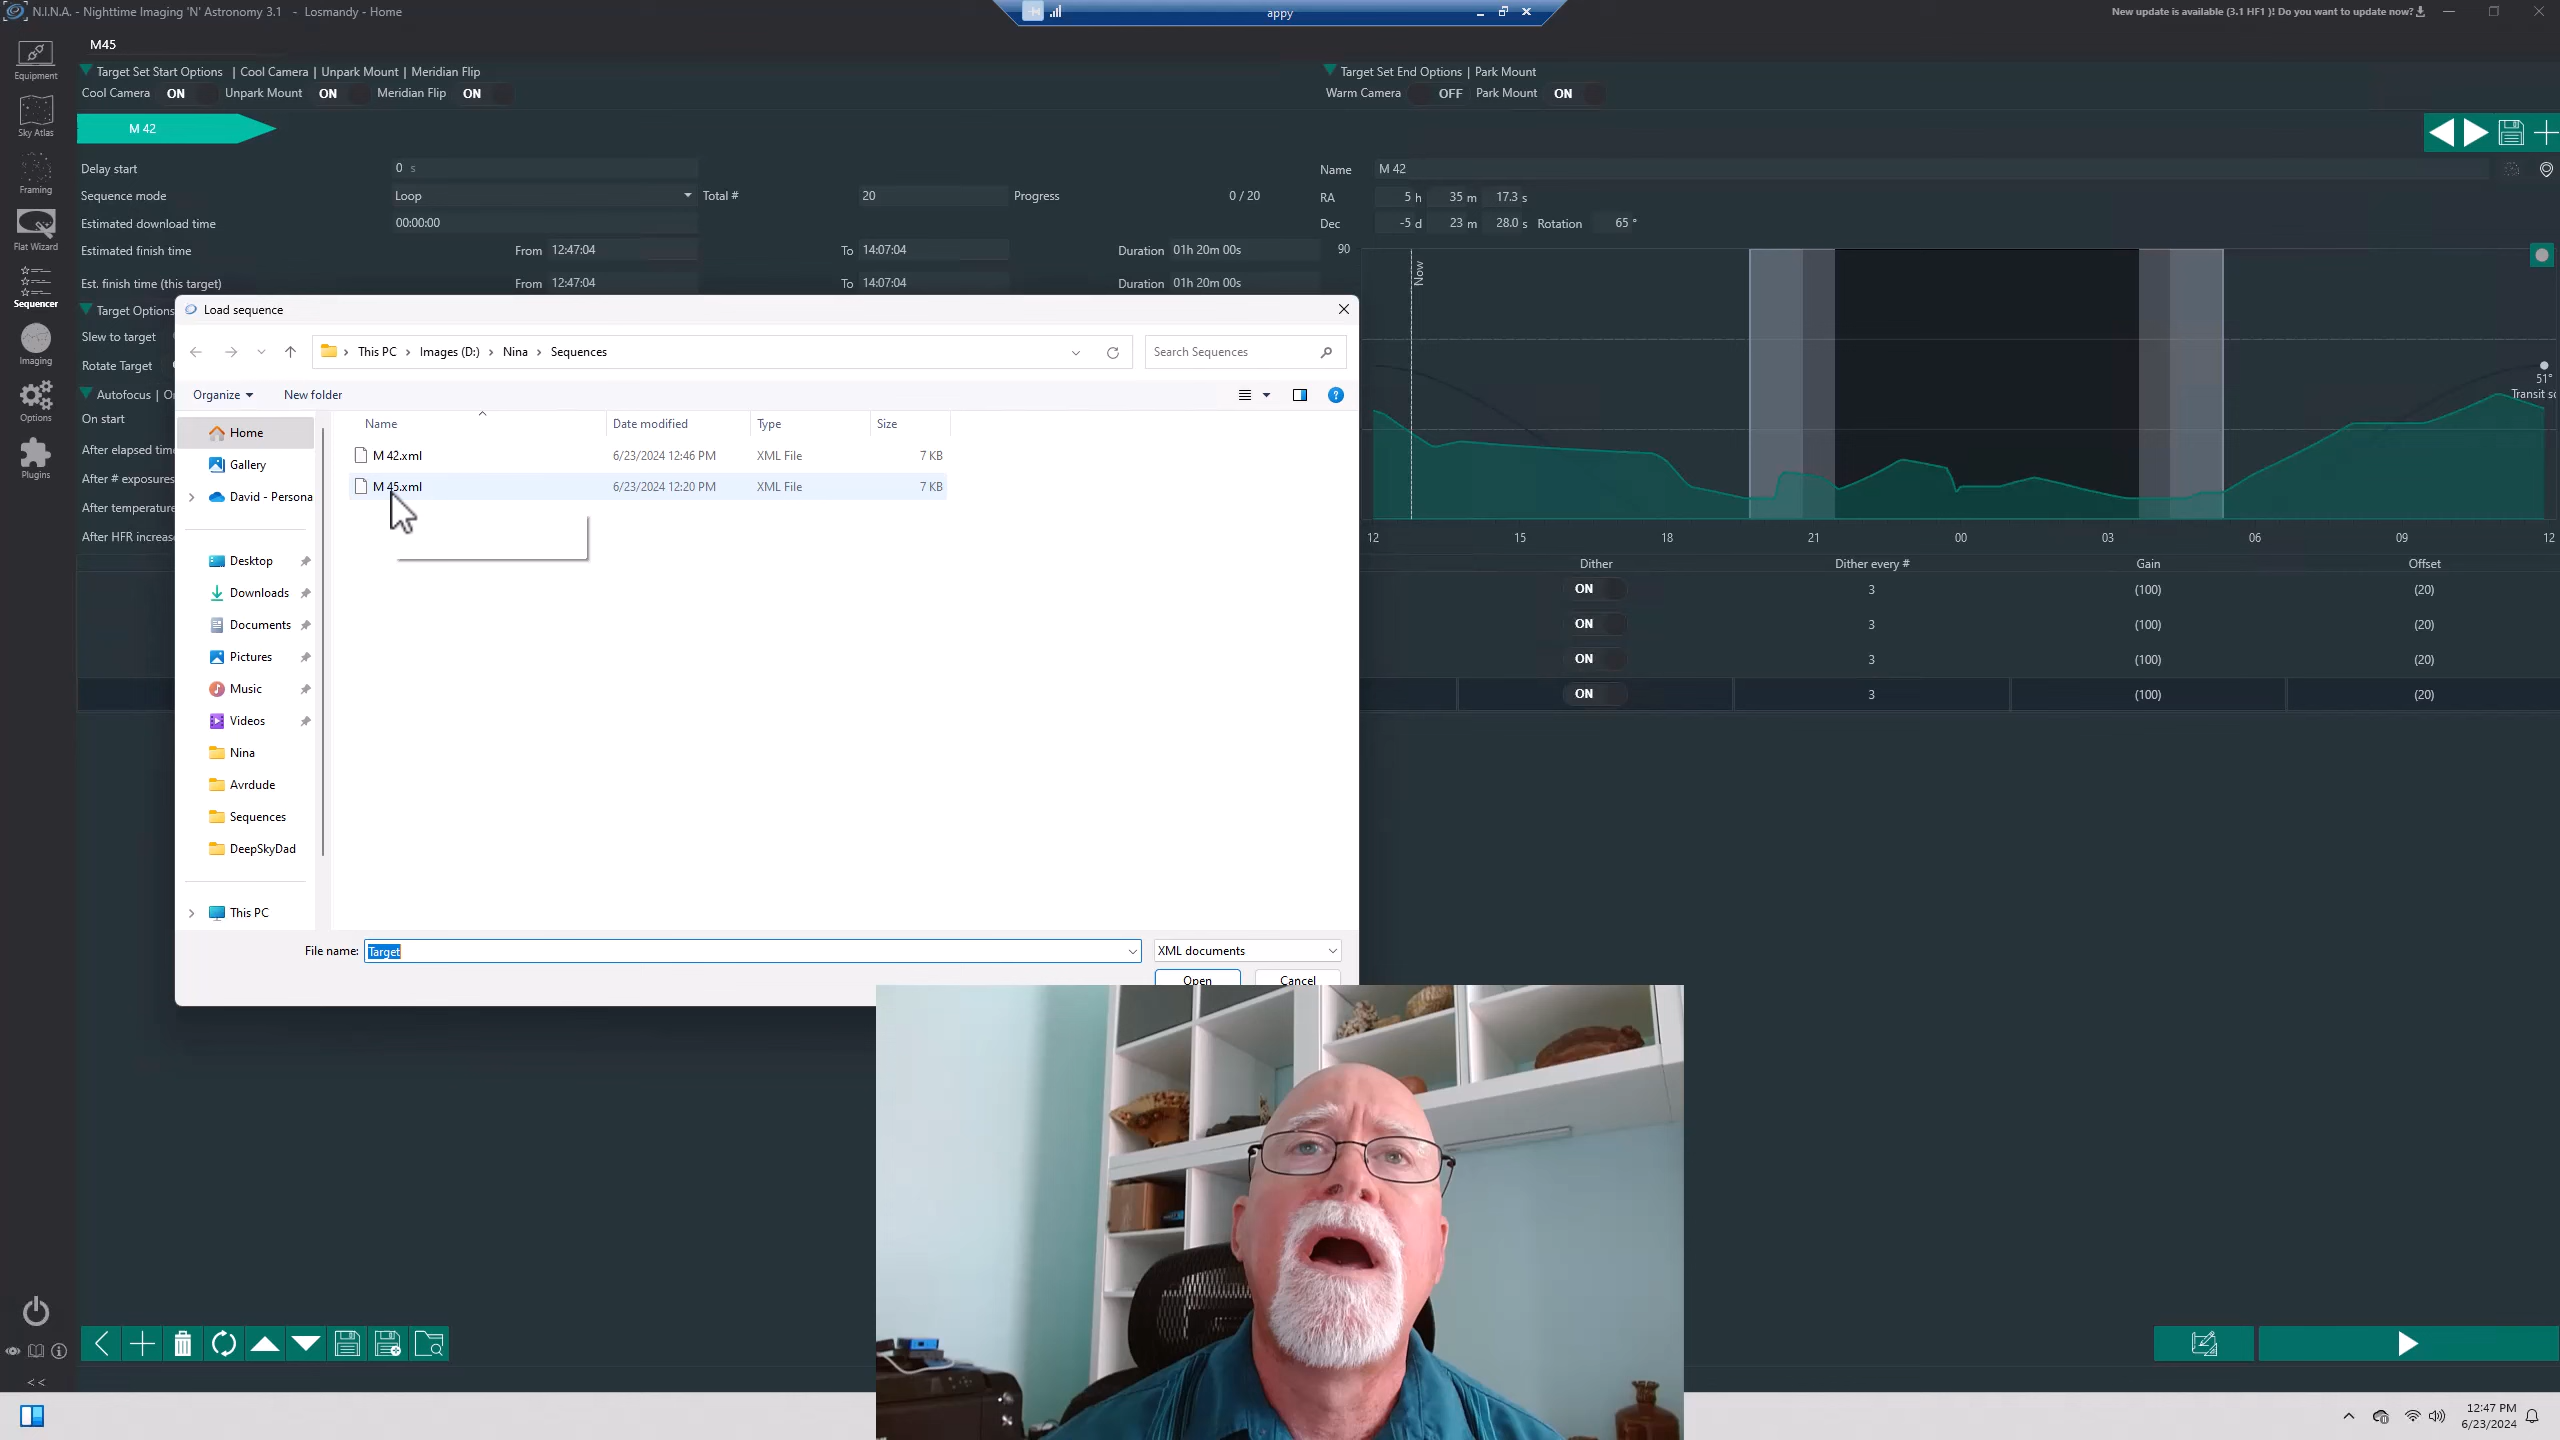 N.I.N.A. - Nighttime Imaging 'N' Astronomy 3.1 - Losmandy - Home
appy
New update is available (3.1 HF1 )! Do you want to update now?
M45
Equipment
Sky Atlas
Framing
Flat Wizard
Sequencer
Imaging
Options
Plugins
Target Set Start Options | Cool Camera | Unpark Mount | Meridian Flip
Cool Camera ON Unpark Mount ON Meridian Flip ON
Target Set End Options | Park Mount
Warm Camera OFF Park Mount ON
M 42
Delay start 0 s
Sequence mode Loop Total # 20 Progress 0 / 20
Estimated download time 00:00:00
Estimated finish time From 12:47:04 To 14:07:04 Duration 01h 20m 00s
Est. finish time (this target) From 12:47:04 To 14:07:04 Duration 01h 20m 00s
Target Options
Slew to target
Rotate Target
Autofocus |
On start
After elapsed time
After # exposures
After temperature
After HFR increase
Name M 42
RA 5 h 35 m 17.3 s
Dec -5 d 23 m 28.0 s Rotation 65 °
90
Now
51°
Transit
12 15 18 21 00 03 06 09 12
Dither Dither every # Gain Offset
ON 3 (100) (20)
ON 3 (100) (20)
ON 3 (100) (20)
ON 3 (100) (20)
Load sequence
This PC > Images (D:) > Nina > Sequences
Search Sequences
Organize New folder
Name Date modified Type Size
M 42.xml 6/23/2024 12:46 PM XML File 7 KB
M 45.xml 6/23/2024 12:20 PM XML File 7 KB
Home
Gallery
David - Persona
Desktop
Downloads
Documents
Pictures
Music
Videos
Nina
Avrdude
Sequences
DeepSkyDad
This PC
File name: Target XML documents
Open Cancel
<<
12:47 PM
6/23/2024